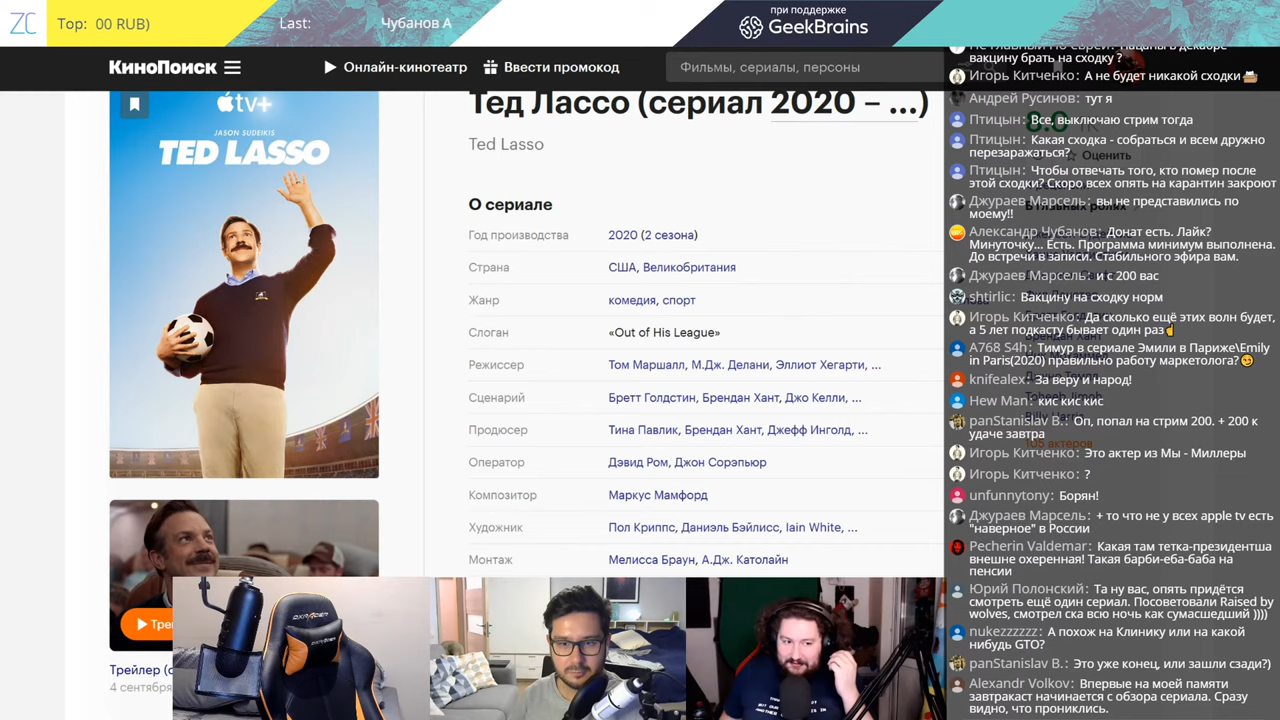 ZC
Top: 00 RUB)
Last: Чубанов А
при поддержке
GeekBrains
КиноПоиск
Онлайн-кинотеатр
Ввести промокод
Фильмы, сериалы, персоны
tv+
JASON SUDEIKIS
TED LASSO
Тед Лассо (сериал 2020 – ...)
Ted Lasso
О сериале
Год производства 2020 (2 сезона)
Страна США, Великобритания
Жанр комедия, спорт
Слоган «Out of His League»
Режиссер Том Маршалл, М.Дж. Делани, Эллиот Хегарти, ...
Сценарий Бретт Голдстин, Брендан Хант, Джо Келли, ...
Продюсер Тина Павлик, Брендан Хант, Джефф Инголд, ...
Оператор Дэвид Ром, Джон Сорэпьюр
Композитор Маркус Мамфорд
Художник Пол Криппс, Даниэль Бэйлисс, Iain White, ...
Монтаж Мелисса Браун, А.Дж. Католайн
Тре
Трейлер (с
4 сентября
DXRACER
вакцину брать на сходку ?
Игорь Китченко: А не будет никакой сходки
Андрей Русинов: тут я
Птицын: Все, выключаю стрим тогда
Птицын: Какая сходка - собраться и всем дружно
перезаражаться?
Оценить
Птицын: Чтобы отвечать того, кто помер после
этой сходки? Скоро всех опять на карантин закроют
Джураев Марсель: вы не представились по
моему!!
Александр Чубанов: Донат есть. Лайк?
Минуточку... Есть. Программа минимум выполнена.
До встречи в записи. Стабильного эфира вам.
Джураев Марсель: и с 200 вас
shtirlic: Вакцину на сходку норм
Игорь Китченко: Да сколько ещё этих волн будет,
а 5 лет подкасту бывает один раз
A768 S4h: Тимур в сериале Эмили в Париже\Emily
in Paris(2020) правильно работу маркетолога?
knifealex: За веру и народ!
New Man: кис кис кис
panStanislav B.: Оп, попал на стрим 200. + 200 к
удаче завтра
Игорь Китченко: Это актер из Мы - Миллеры
Игорь Китченко: ?
unfunnytony: Борян!
Джураев Марсель: + то что не у всех apple tv есть
"наверное" в России
Pecherin Valdemar: Какая там тетка-президентша
внешне охеренная! Такая барби-еба-баба на
пенсии
Юрий Полонский: Та ну вас, опять придётся
смотреть ещё один сериал. Посоветовали Raised by
wolves, смотрел ска всю ночь как сумасшедший ))))
nukezzzzzz: А похож на Клинику или на какой
нибудь GTO?
panStanislav B.: Это уже конец, или зашли сзади?)
Alexandr Volkov: Впервые на моей памяти
завтракаст начинается с обзора сериала. Сразу
видно, что прониклись.